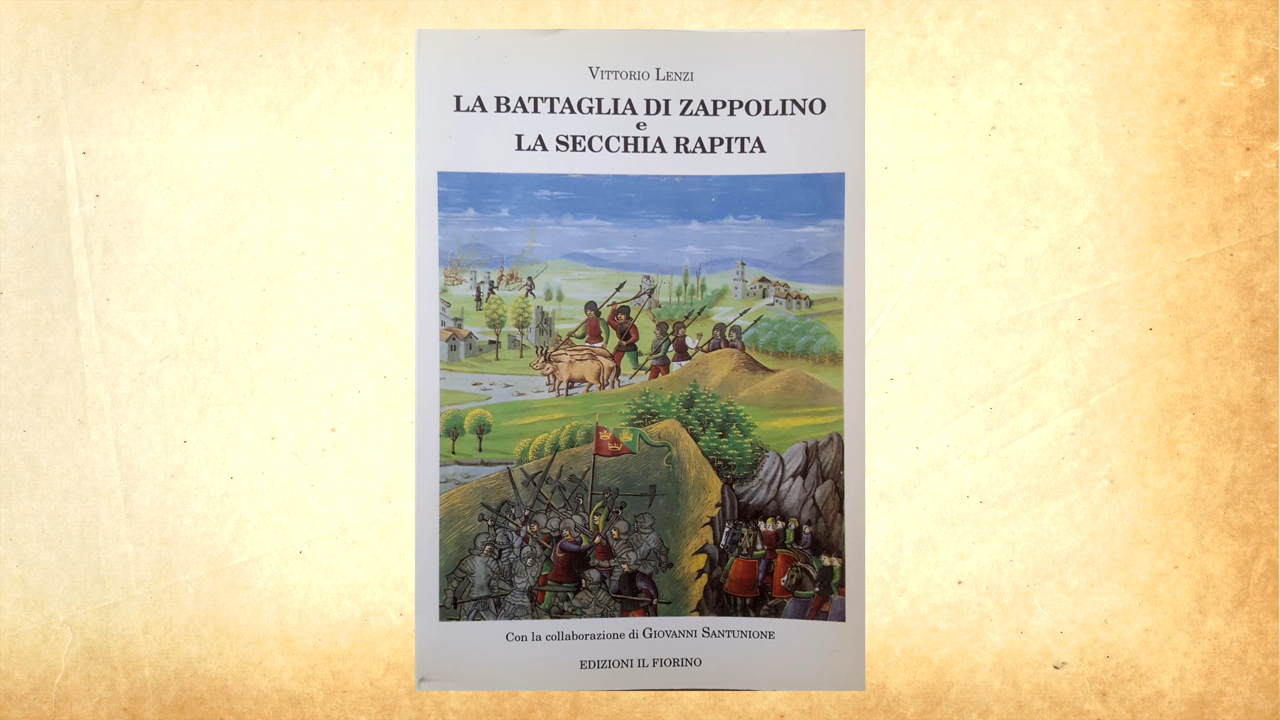 VITTORIO LENZI
LA BATTAGLIA DI ZAPPOLINO
e
LA SECCHIA RAPITA
Con la collaborazione di GIOVANNI SANTUNIONE
EDIZIONI IL FIORINO